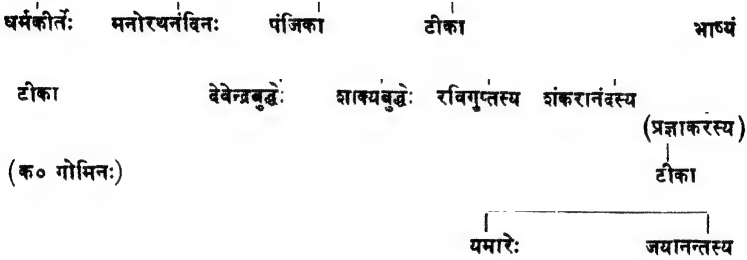 धर्मकीर्तेः मनोरथनंदिनः पंजिका टीका भाष्यं
टीका देवेन्द्रबुद्धेः शाक्यबुद्धेः रविगुप्तस्य शंकरानंदस्य
(प्रज्ञाकरस्य)
(क० गोमिनः) टीका
यमारेः जयानन्तस्य